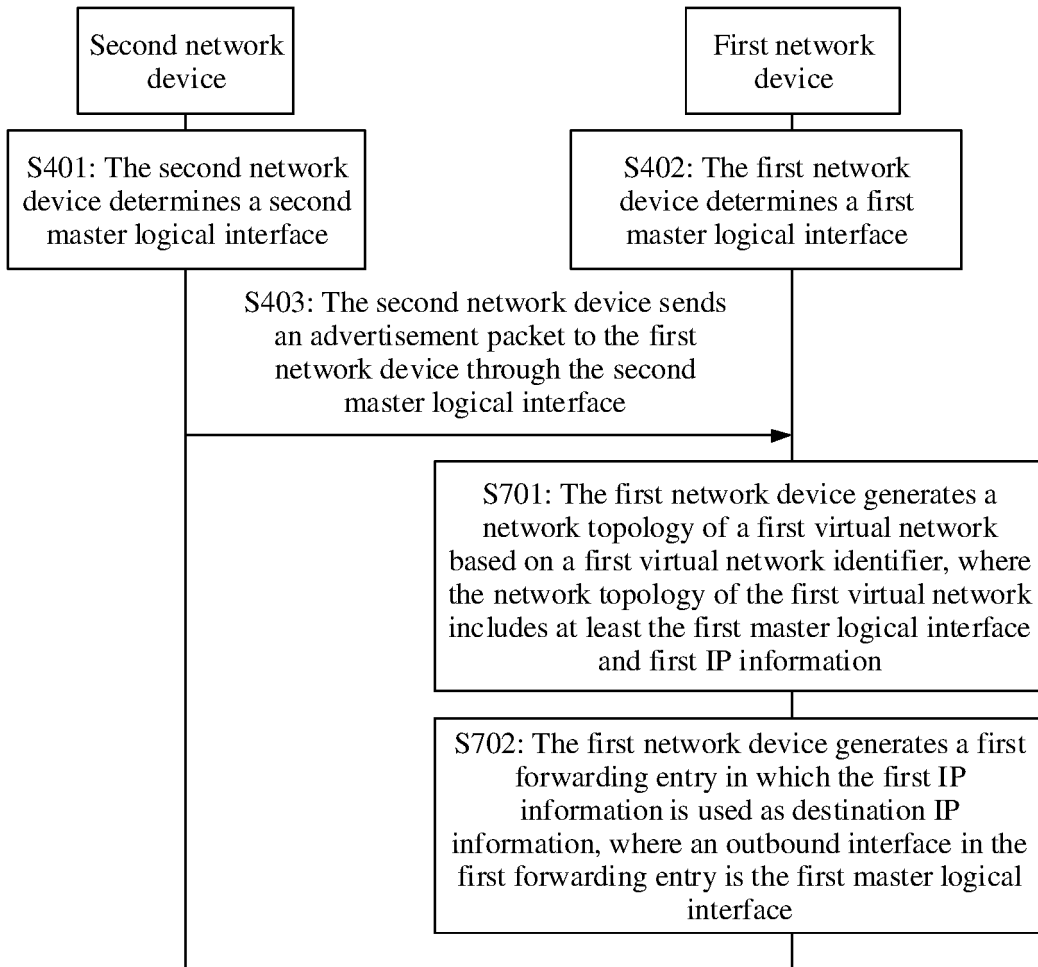 Second network
device
First network
device
S401: The second network
device determines a second
master logical interface
S402: The first network
device determines a first
master logical interface
S403: The second network device sends
an advertisement packet to the first
network device through the second
master logical interface
S701: The first network device generates a
network topology of a first virtual network
based on a first virtual network identifier, where
the network topology of the first virtual network
includes at least the first master logical interface
and first IP information
S702: The first network device generates a first
forwarding entry in which the first IP
information is used as destination IP
information, where an outbound interface in the
first forwarding entry is the first master logical
interface